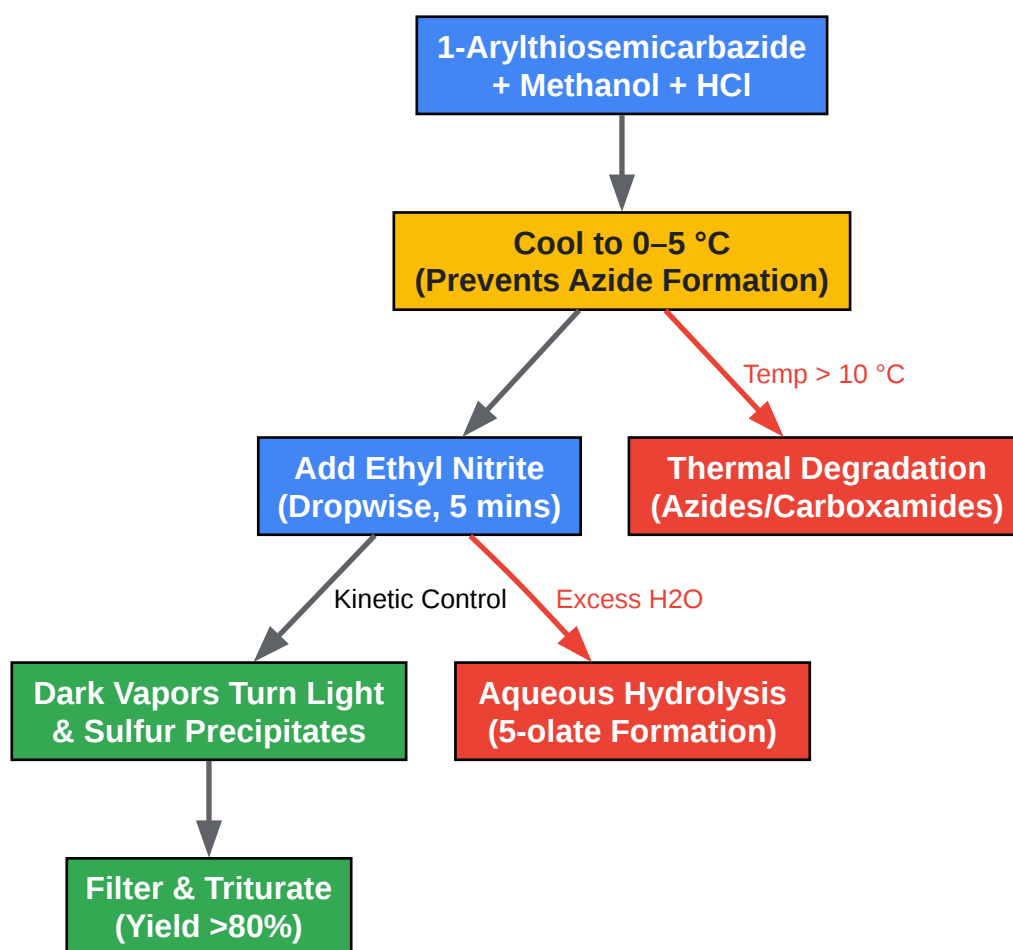 1-Arylthiosemicarbazide
+ Methanol + HCl
Cool to 0–5 °C
(Prevents Azide Formation)
Temp > 10 °C
Add Ethyl Nitrite
(Dropwise, 5 mins)
Thermal Degradation
(Azides/Carboxamides)
Kinetic Control
Excess H2O
Dark Vapors Turn Light
& Sulfur Precipitates
Aqueous Hydrolysis
(5-olate Formation)
Filter & Triturate
(Yield >80%)